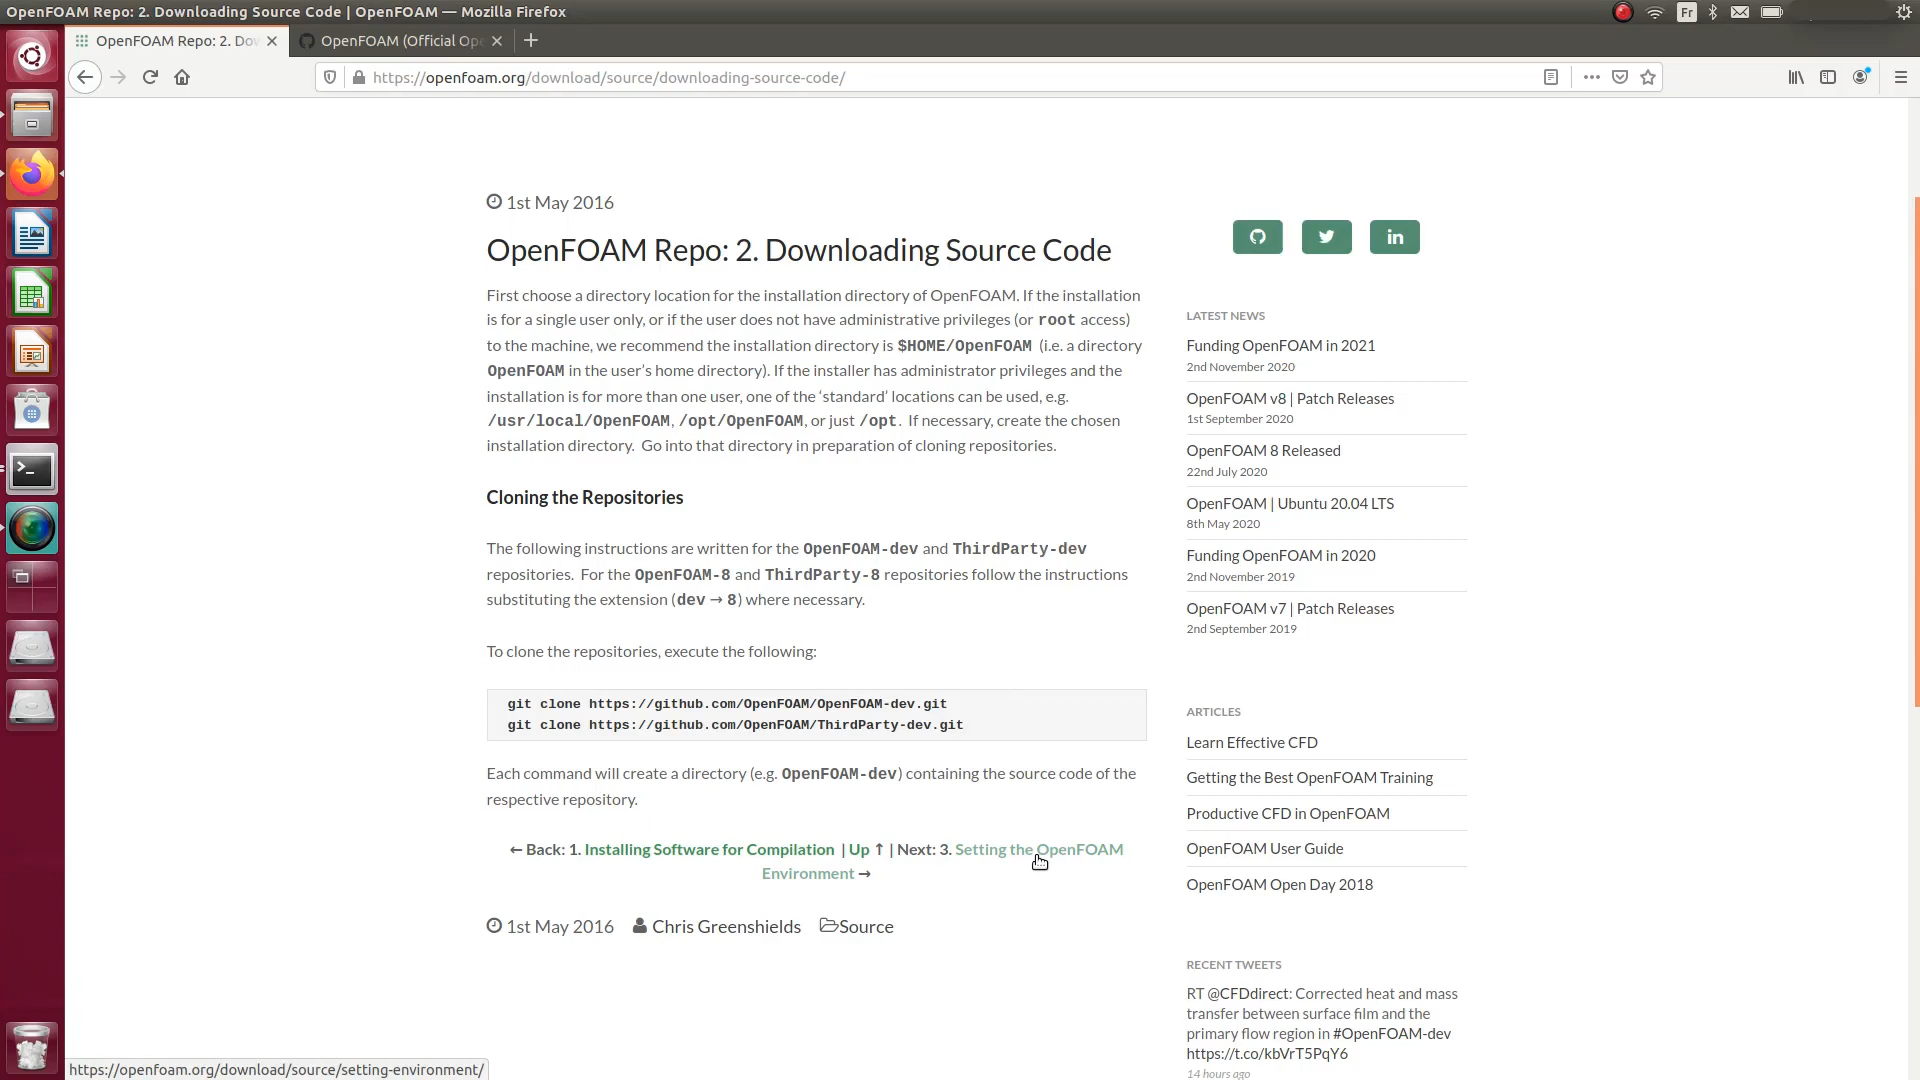 OpenFOAM Repo: 2. Downloading Source Code | OpenFOAM — Mozilla Firefox
Fr
OpenFOAM Repo: 2. Dow
OpenFOAM (Official Ope
https://openfoam.org/download/source/downloading-source-code/
1st May 2016
OpenFOAM Repo: 2. Downloading Source Code
First choose a directory location for the installation directory of OpenFOAM. If the installation
is for a single user only, or if the user does not have administrative privileges (or root access)
to the machine, we recommend the installation directory is $HOME/OpenFOAM (i.e. a directory
OpenFOAM in the user’s home directory). If the installer has administrator privileges and the
installation is for more than one user, one of the ‘standard’ locations can be used, e.g.
/usr/local/OpenFOAM, /opt/OpenFOAM, or just /opt. If necessary, create the chosen
installation directory. Go into that directory in preparation of cloning repositories.
Cloning the Repositories
The following instructions are written for the OpenFOAM-dev and ThirdParty-dev
repositories. For the OpenFOAM-8 and ThirdParty-8 repositories follow the instructions
substituting the extension (dev → 8) where necessary.
To clone the repositories, execute the following:
git clone https://github.com/OpenFOAM/OpenFOAM-dev.git
git clone https://github.com/OpenFOAM/ThirdParty-dev.git
Each command will create a directory (e.g. OpenFOAM-dev) containing the source code of the
respective repository.
← Back: 1. Installing Software for Compilation | Up ↑ | Next: 3. Setting the OpenFOAM
Environment →
1st May 2016 Chris Greenshields Source
in
LATEST NEWS
Funding OpenFOAM in 2021
2nd November 2020
OpenFOAM v8 | Patch Releases
1st September 2020
OpenFOAM 8 Released
22nd July 2020
OpenFOAM | Ubuntu 20.04 LTS
8th May 2020
Funding OpenFOAM in 2020
2nd November 2019
OpenFOAM v7 | Patch Releases
2nd September 2019
ARTICLES
Learn Effective CFD
Getting the Best OpenFOAM Training
Productive CFD in OpenFOAM
OpenFOAM User Guide
OpenFOAM Open Day 2018
RECENT TWEETS
RT @CFDdirect: Corrected heat and mass
transfer between surface film and the
primary flow region in #OpenFOAM-dev
https://t.co/kbVrT5PqY6
14 hours ago
https://openfoam.org/download/source/setting-environment/